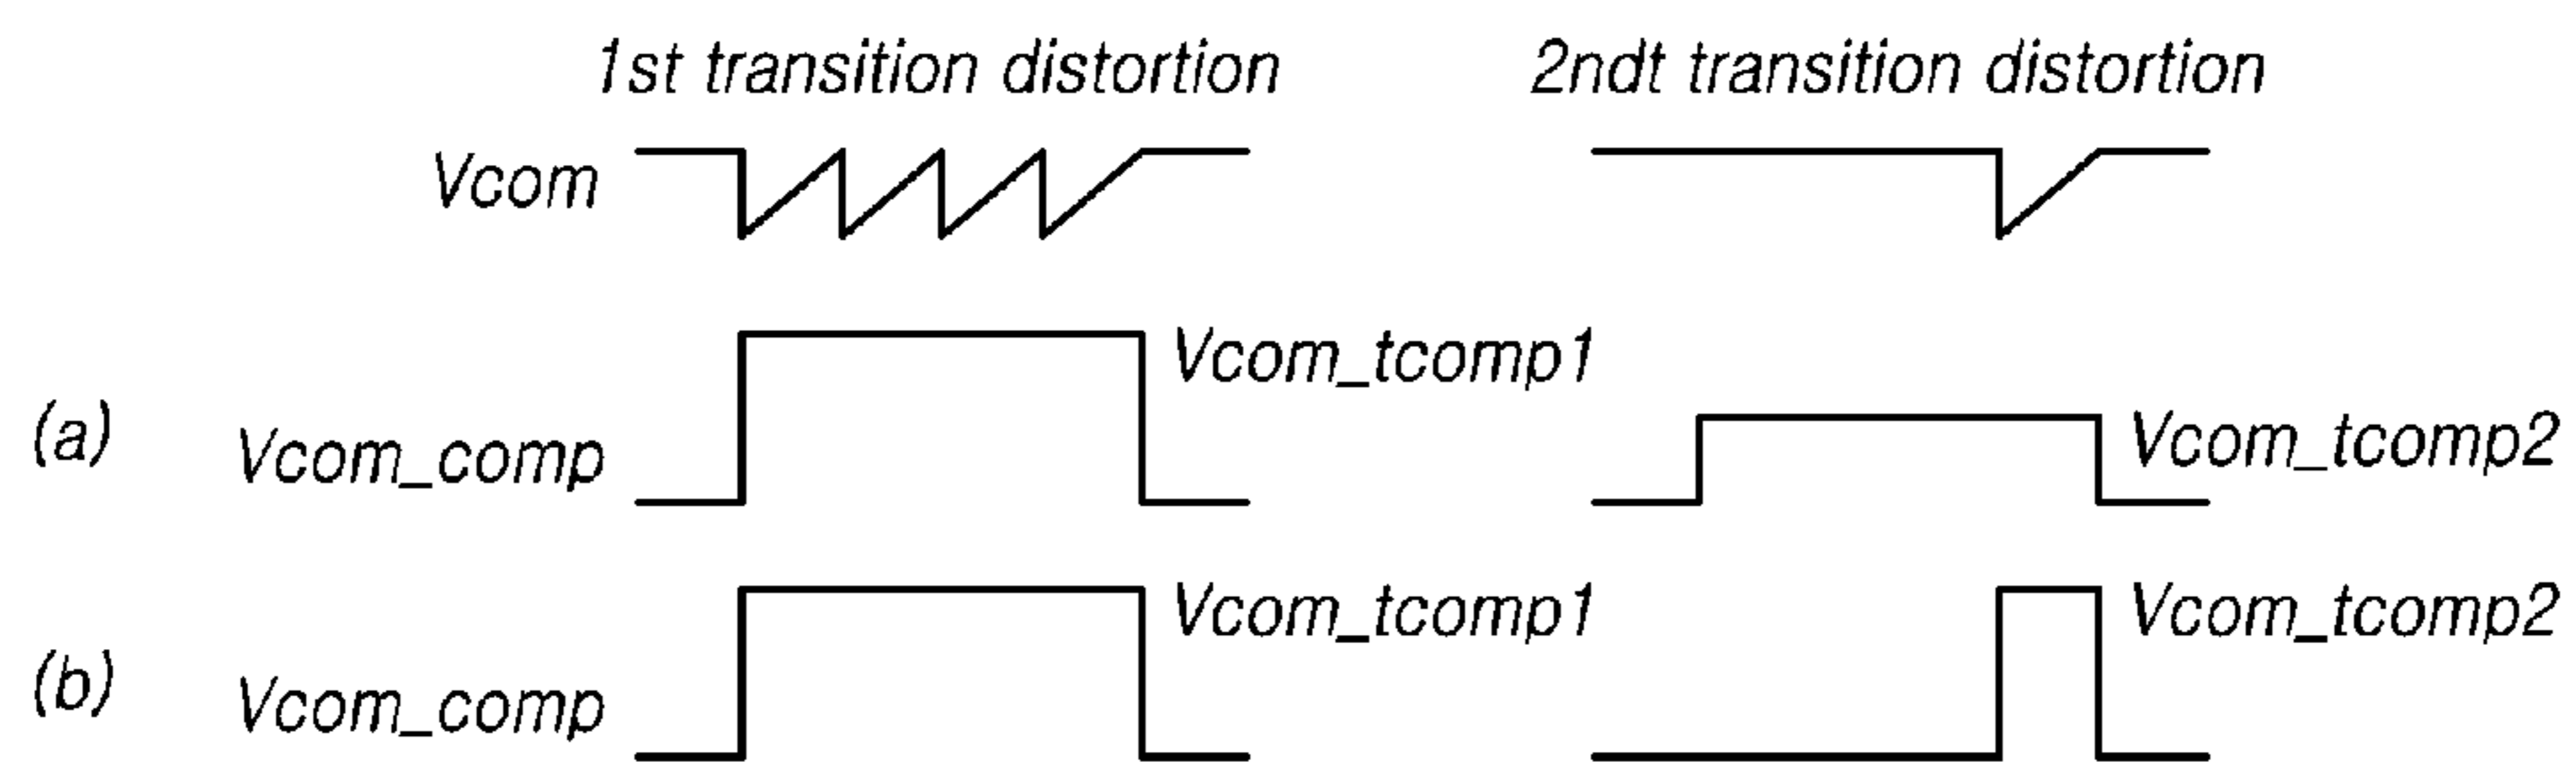 1st transition distortion 2ndt transition distortion
Vcom
Vcom_tcomp1
(a) Vcom_comp Vcom_tcomp2
Vcom_tcomp1 Vcom_tcomp2
(b) Vcom_comp